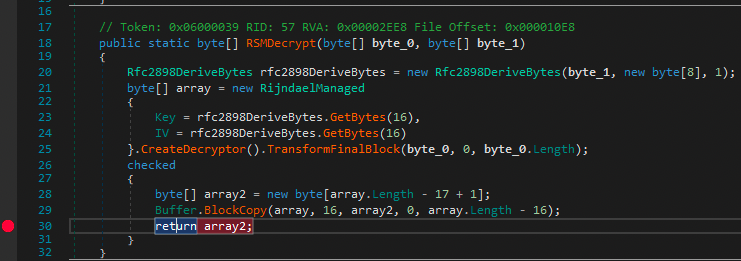 16
17 // Token: 0x06000039 RID: 57 RVA: 0x00002EE8 File Offset: 0x000010E8
18 public static byte[] RSMDecrypt(byte[] byte_0, byte[] byte_1)
19 {
20 Rfc2898DeriveBytes rfc2898DeriveBytes = new Rfc2898DeriveBytes(byte_1, new byte[8], 1);
21 byte[] array = new RijndaelManaged
22 {
23 Key = rfc2898DeriveBytes.GetBytes(16),
24 IV = rfc2898DeriveBytes.GetBytes(16)
25 }.CreateDecryptor().TransformFinalBlock(byte_0, 0, byte_0.Length);
26 checked
27 {
28 byte[] array2 = new byte[array.Length - 17 + 1];
29 Buffer.BlockCopy(array, 16, array2, 0, array.Length - 16);
30 return array2;
31 }
32 }